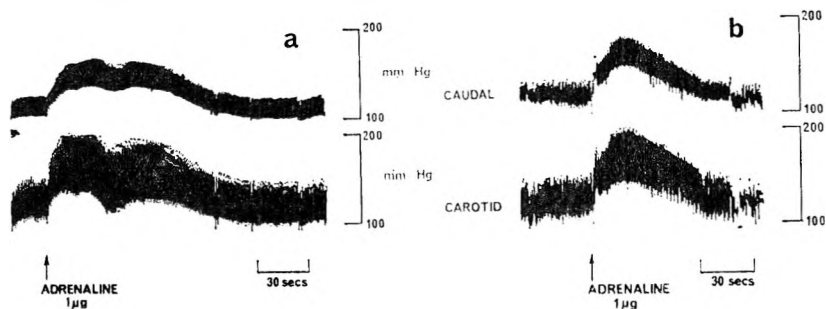 a
200
mm Hg
100
200
mm Hg
100
ADRENALINE
1µg
30 secs
b
CAUDAL
200
100
CAROTID
200
100
ADRENALINE
1µg
30 secs